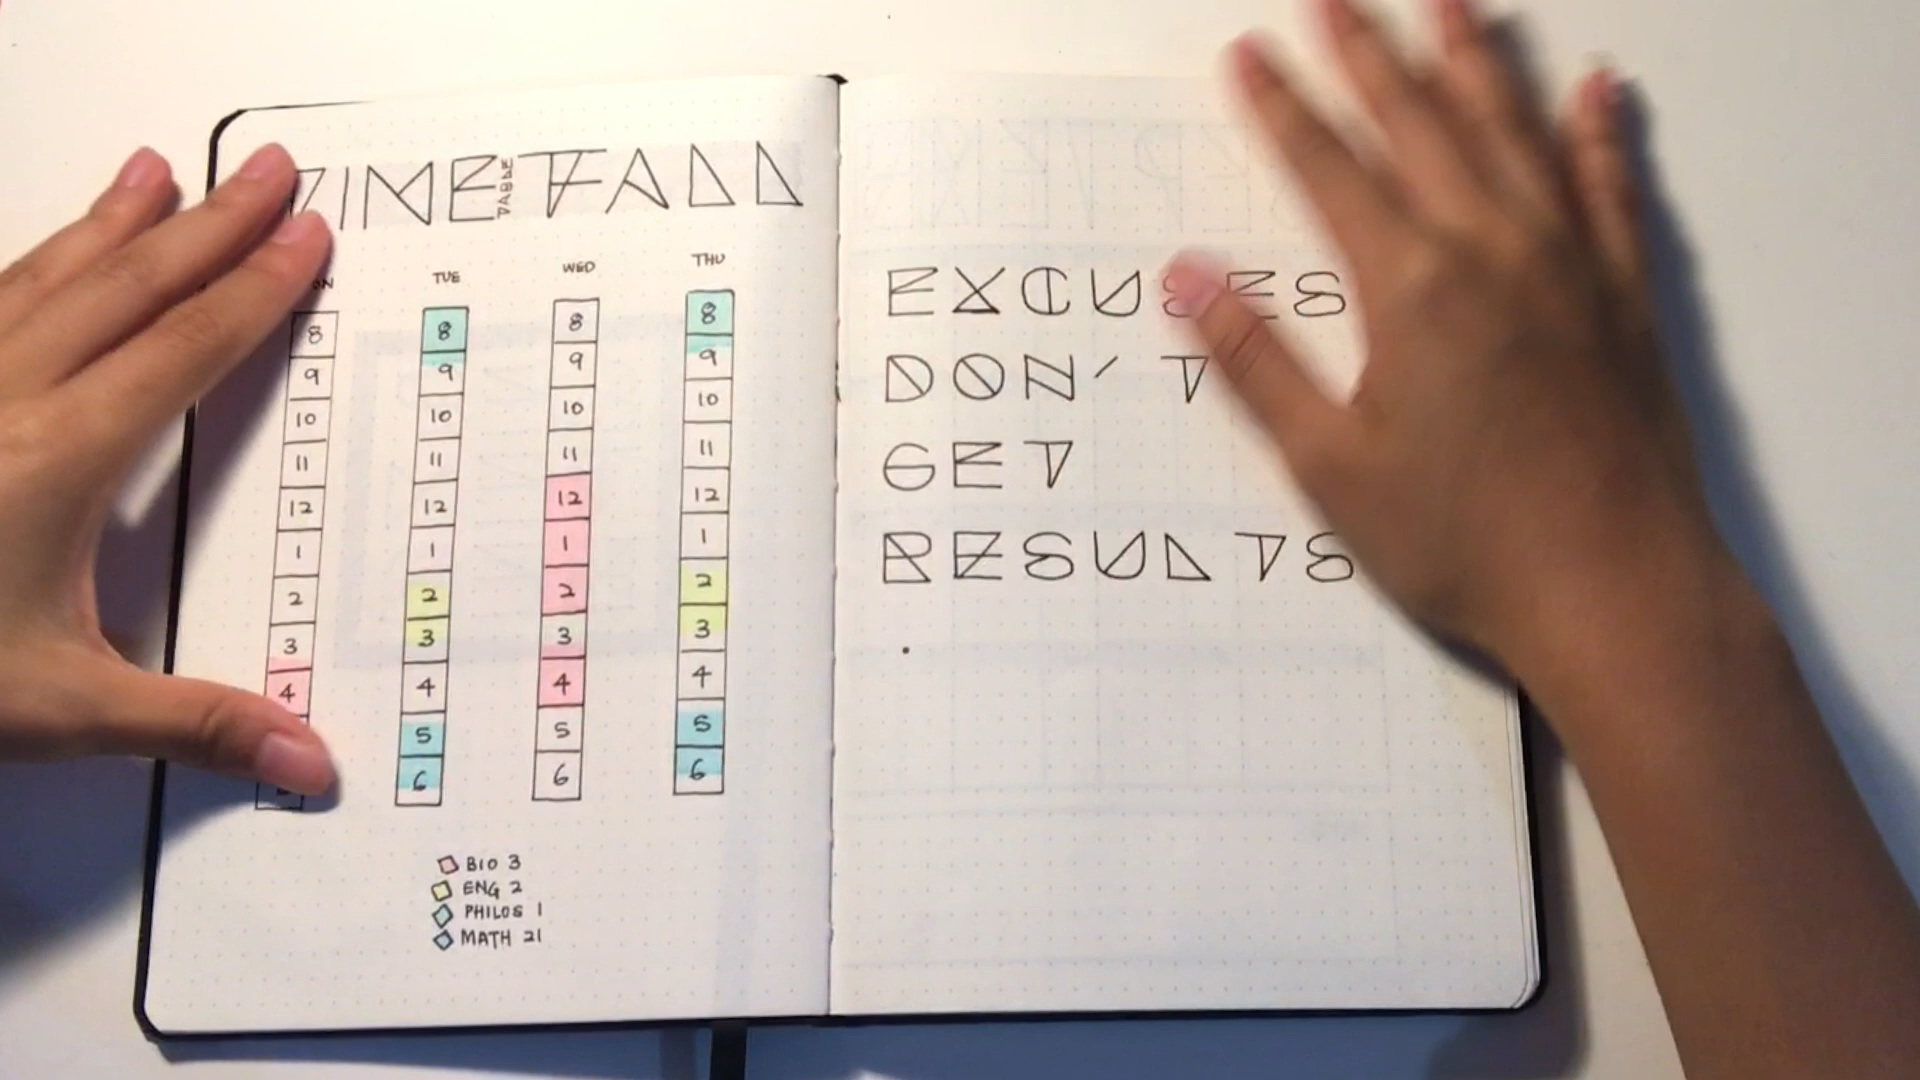 TIME TABLE FALL
TUE WED THU
8 8 8 8
9 9 9 9
10 10 10 10
11 11 11 11
12 12 12 12
1 1 1 1
2 2 2 2
3 3 3 3
4 4 4 4
5 5 5
6 6 6
BIO 3
ENG 2
PHILOS 1
MATH 21
EXCUSES
DON'T
GET
RESULTS